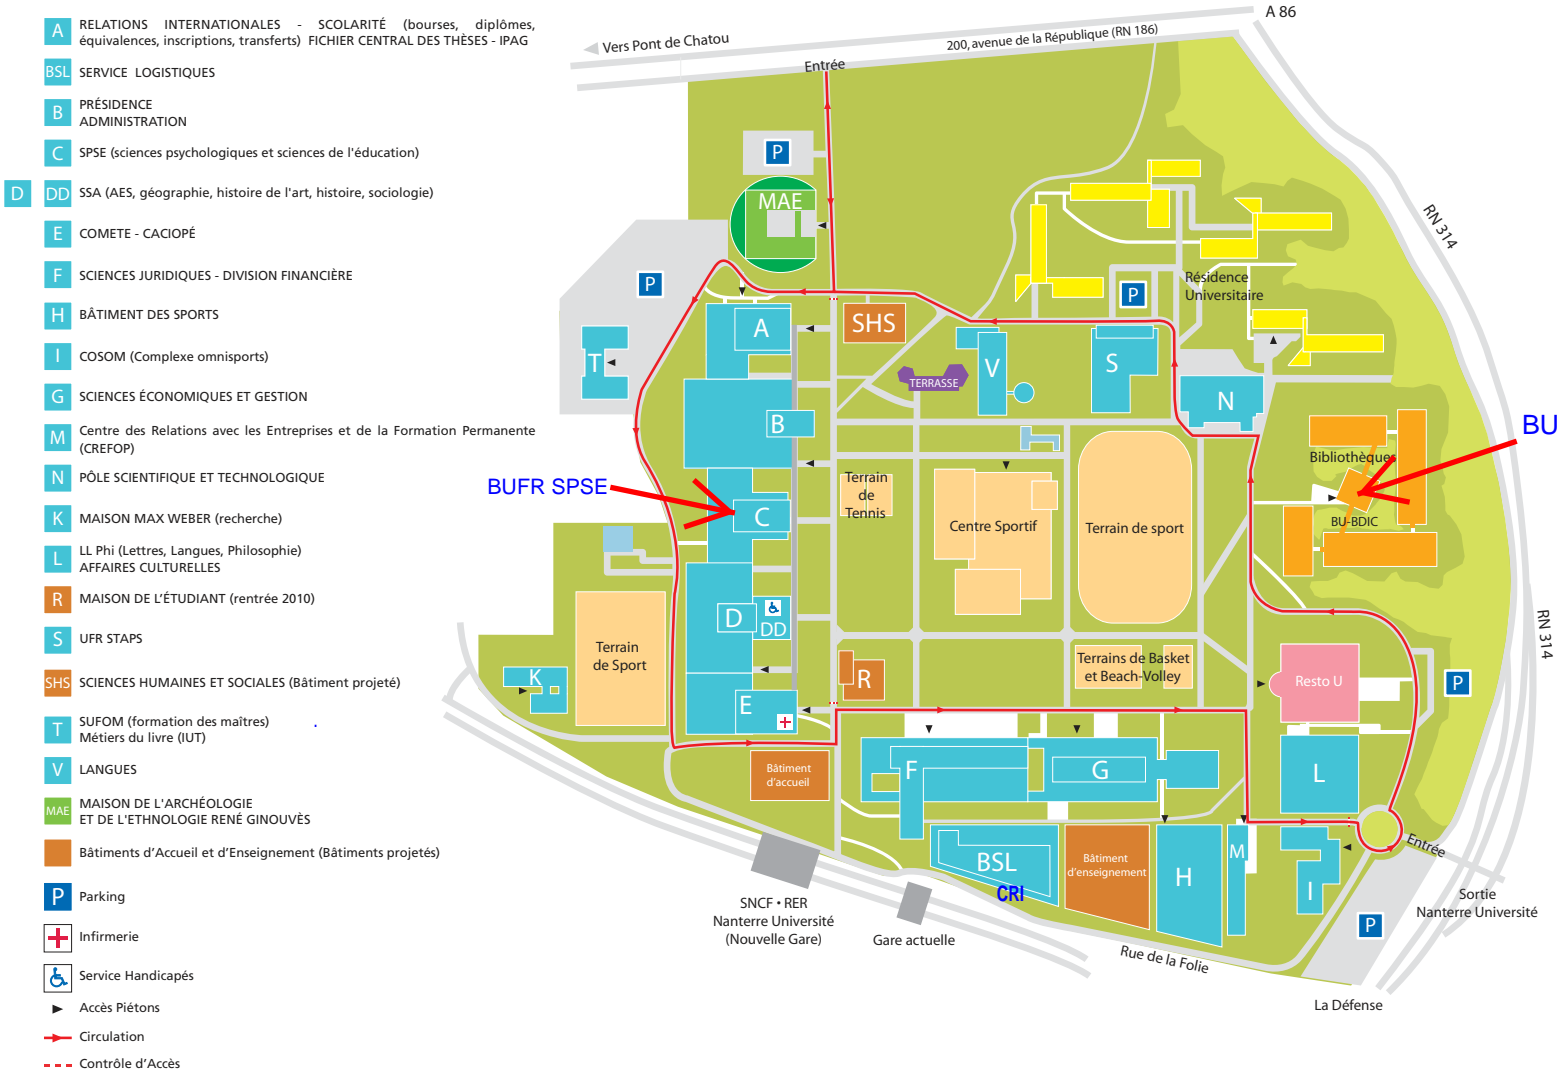 A RELATIONS INTERNATIONALES - SCOLARITÉ (bourses, diplômes,
équivalences, inscriptions, transferts) FICHIER CENTRAL DES THÈSES - IPAG
BSL SERVICE LOGISTIQUES
B PRÉSIDENCE
ADMINISTRATION
C SPSE (sciences psychologiques et sciences de l'éducation)
D DD SSA (AES, géographie, histoire de l'art, histoire, sociologie)
E COMETE - CACIOPÉ
F SCIENCES JURIDIQUES - DIVISION FINANCIÈRE
H BÂTIMENT DES SPORTS
I COSOM (Complexe omnisports)
G SCIENCES ÉCONOMIQUES ET GESTION
M Centre des Relations avec les Entreprises et de la Formation Permanente
(CREFOP)
N PÔLE SCIENTIFIQUE ET TECHNOLOGIQUE
K MAISON MAX WEBER (recherche)
L LL Phi (Lettres, Langues, Philosophie)
AFFAIRES CULTURELLES
R MAISON DE L'ÉTUDIANT (rentrée 2010)
S UFR STAPS
SHS SCIENCES HUMAINES ET SOCIALES (Bâtiment projeté)
T SUFOM (formation des maîtres)
Métiers du livre (IUT)
V LANGUES
MAE MAISON DE L'ARCHÉOLOGIE
ET DE L'ETHNOLOGIE RENÉ GINOUVÈS
Bâtiments d'Accueil et d'Enseignement (Bâtiments projetés)
P Parking
Infirmerie
Service Handicapés
Accès Piétons
Circulation
Contrôle d'Accès
A 86
Vers Pont de Chatou
200, avenue de la République (RN 186)
Entrée
P
MAE
RN 314
P
P
Résidence
Universitaire
A
SHS
T
V
S
TERRASSE
N
B
BU
Bibliothèques
BU-BDIC
BUFR SPSE
C
Terrain
de
Tennis
Centre Sportif
Terrain de sport
D
DD
Terrain
de Sport
RN 314
K
R
Terrains de Basket
et Beach-Volley
Resto U
P
E
Bâtiment
d'accueil
F
G
L
Entrée
BSL
CRI
Bâtiment
d'enseignement
H
M
I
P
Sortie
Nanterre Université
SNCF • RER
Nanterre Université
(Nouvelle Gare)
Gare actuelle
Rue de la Folie
La Défense